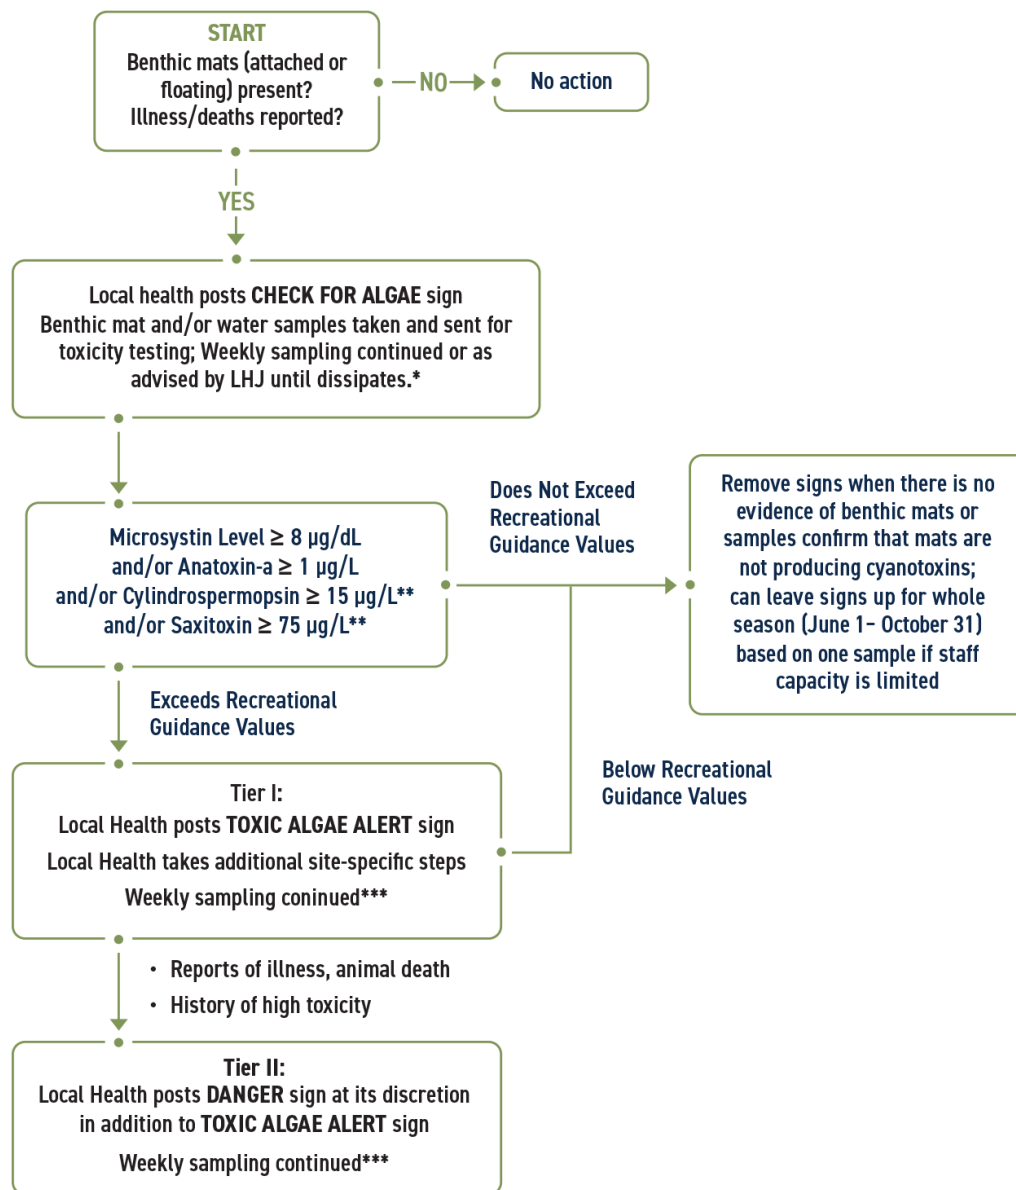 START
Benthic mats (attached or
floating) present?
Illness/deaths reported?
NO
No action
YES
Local health posts CHECK FOR ALGAE sign
Benthic mat and/or water samples taken and sent for
toxicity testing; Weekly sampling continued or as
advised by LHJ until dissipates.*
Microsystin Level ≥ 8 µg/dL
and/or Anatoxin-a ≥ 1 µg/L
and/or Cylindrospermopsin ≥ 15 µg/L**
and/or Saxitoxin ≥ 75 µg/L**
Does Not Exceed
Recreational
Guidance Values
Remove signs when there is no
evidence of benthic mats or
samples confirm that mats are
not producing cyanotoxins;
can leave signs up for whole
season (June 1– October 31)
based on one sample if staff
capacity is limited
Exceeds Recreational
Guidance Values
Tier I:
Local Health posts TOXIC ALGAE ALERT sign
Local Health takes additional site-specific steps
Weekly sampling coninued***
Below Recreational
Guidance Values
• Reports of illness, animal death
• History of high toxicity
Tier II:
Local Health posts DANGER sign at its discretion
in addition to TOXIC ALGAE ALERT sign
Weekly sampling continued***